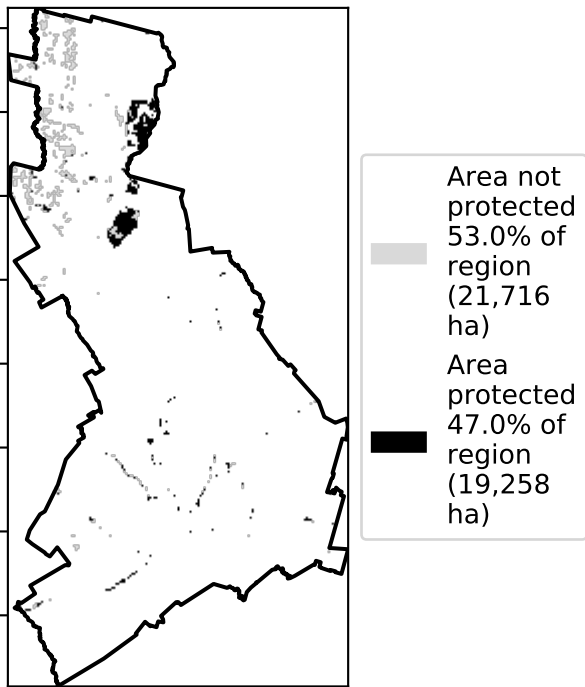 Area not
protected
53.0% of
region
(21,716
ha)
Area
protected
47.0% of
region
(19,258
ha)